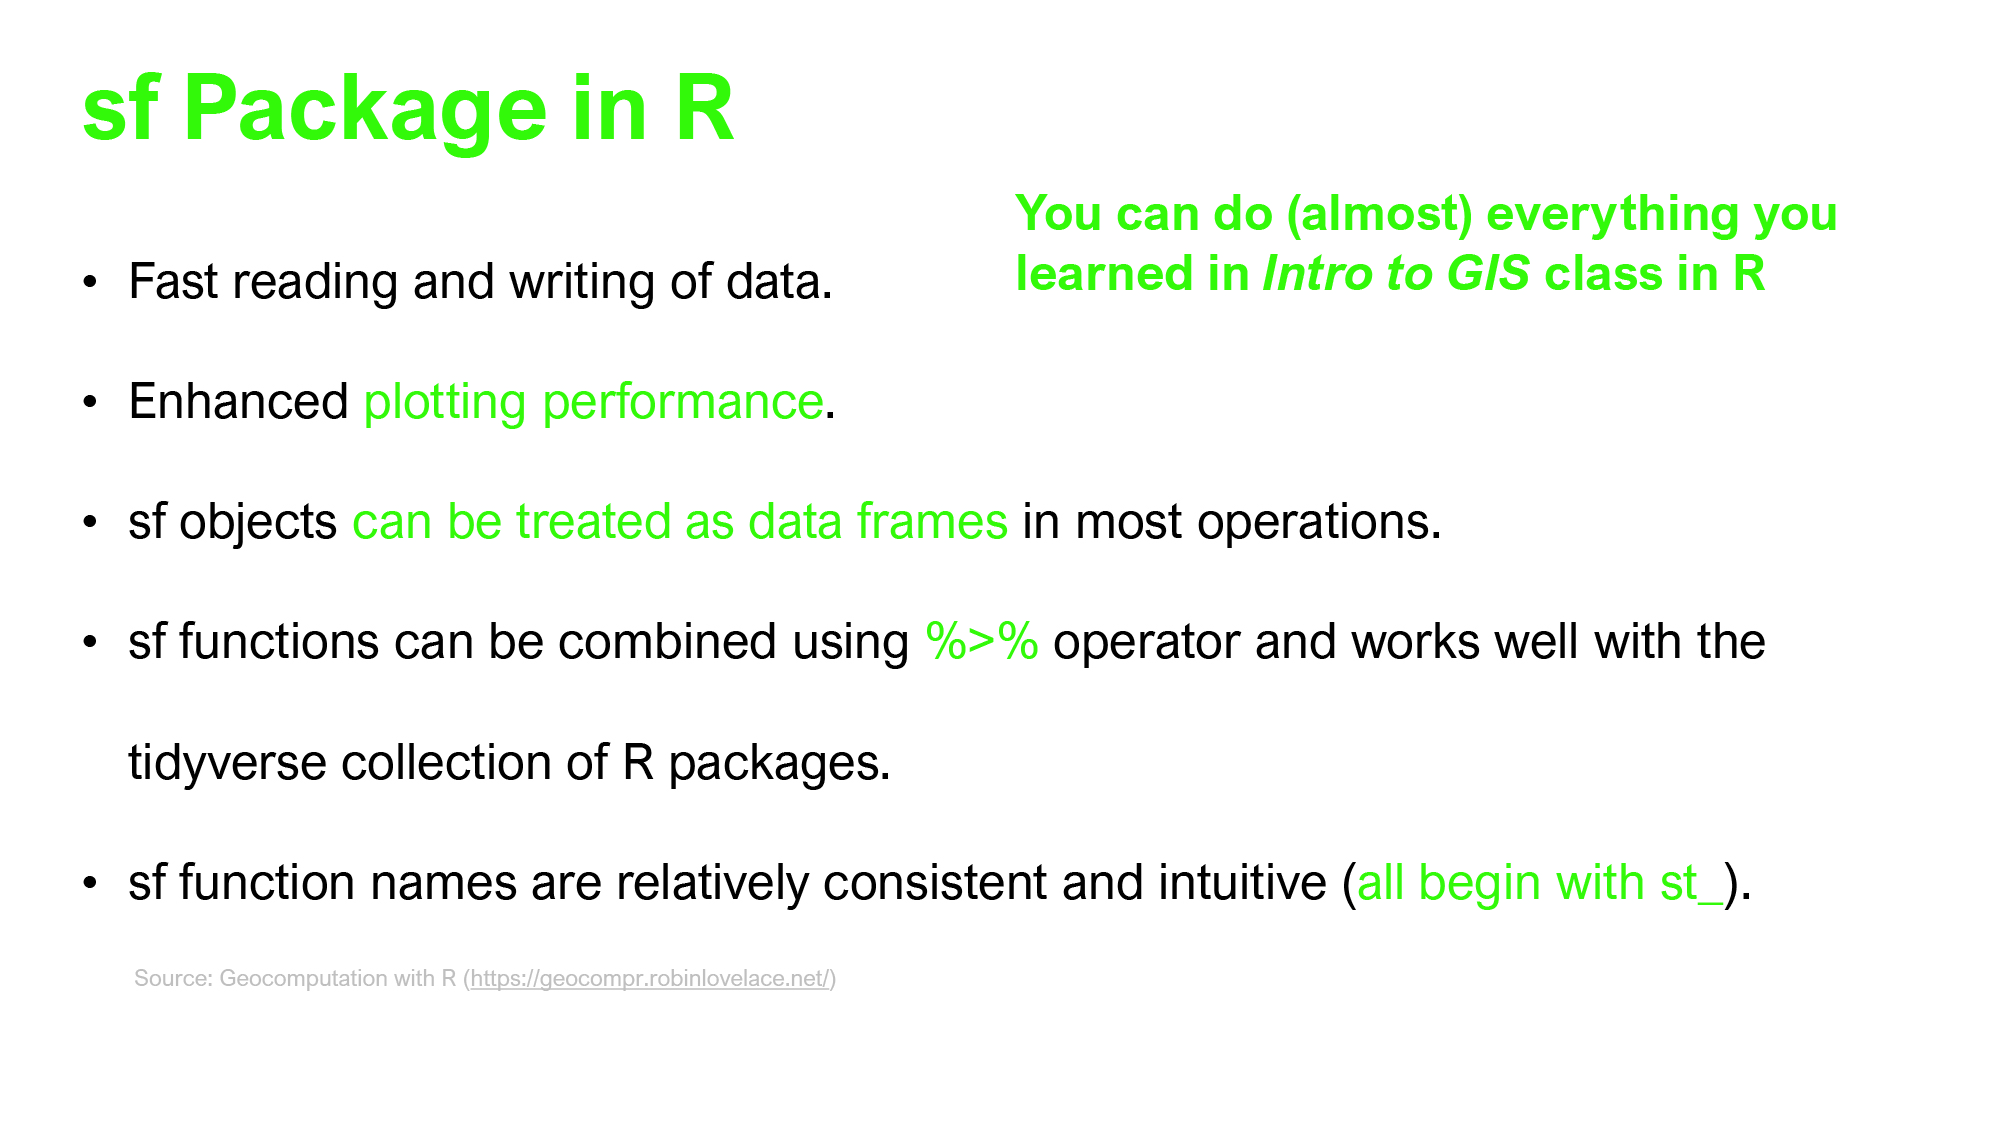 sf Package in R
You can do (almost) everything you
learned in Intro to GIS class in R
• Fast reading and writing of data.
• Enhanced plotting performance.
• sf objects can be treated as data frames in most operations.
• sf functions can be combined using %>% operator and works well with the
tidyverse collection of R packages.
• sf function names are relatively consistent and intuitive (all begin with st_).
Source: Geocomputation with R (https://geocompr.robinlovelace.net/)